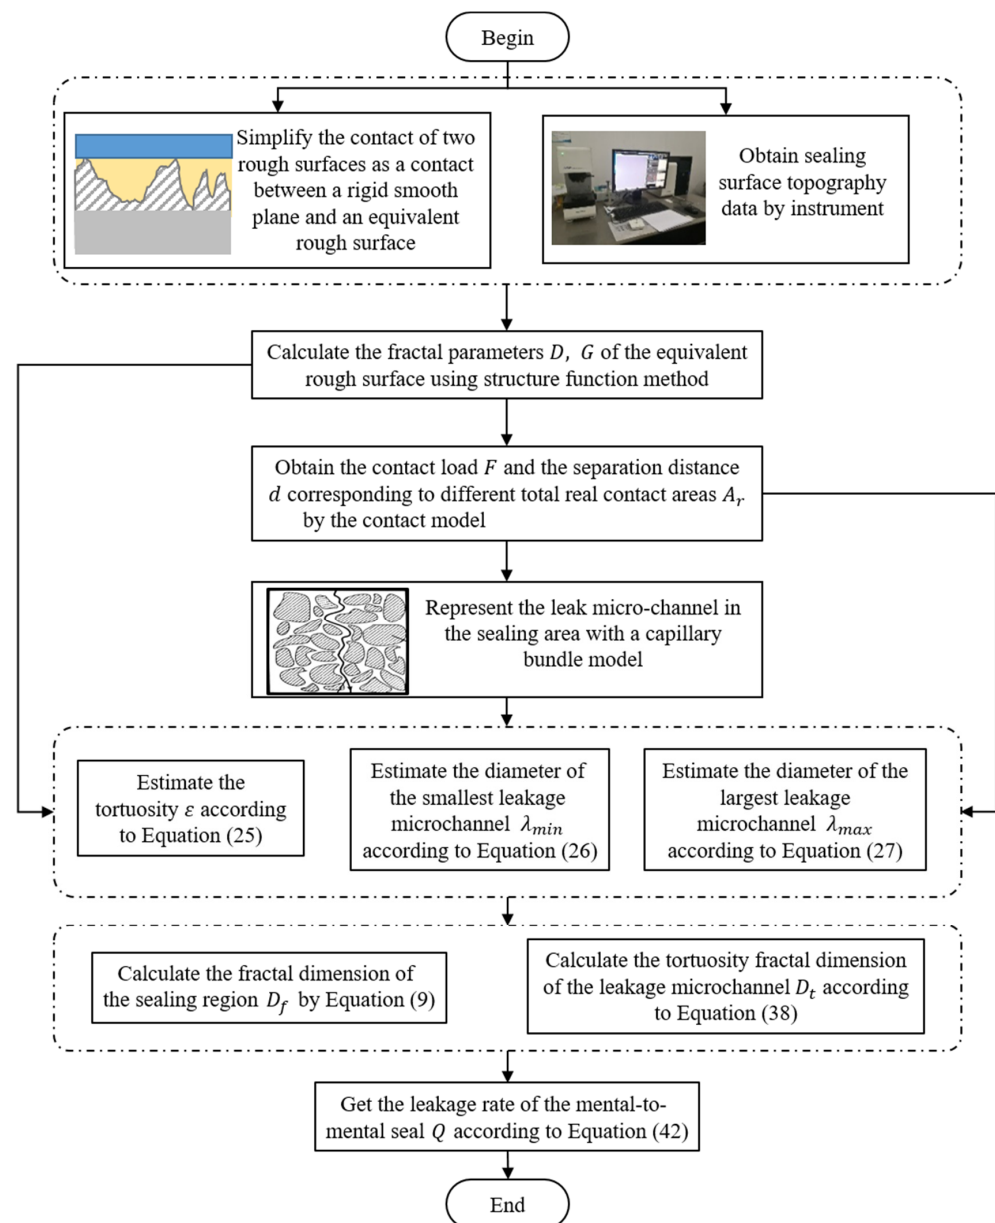 Begin
Simplify the contact of two
rough surfaces as a contact
between a rigid smooth
plane and an equivalent
rough surface
Obtain sealing
surface topography
data by instrument
Calculate the fractal parameters D, G of the equivalent
rough surface using structure function method
Obtain the contact load F and the separation distance
d corresponding to different total real contact areas A_r
by the contact model
Represent the leak micro-channel in
the sealing area with a capillary
bundle model
Estimate the
tortuosity ε according
to Equation (25)
Estimate the diameter of
the smallest leakage
microchannel λ_min
according to Equation (26)
Estimate the diameter of the
largest leakage
microchannel λ_max
according to Equation (27)
Calculate the fractal dimension of
the sealing region D_f by Equation (9)
Calculate the tortuosity fractal dimension
of the leakage microchannel D_t according
to Equation (38)
Get the leakage rate of the mental-to-
mental seal Q according to Equation (42)
End